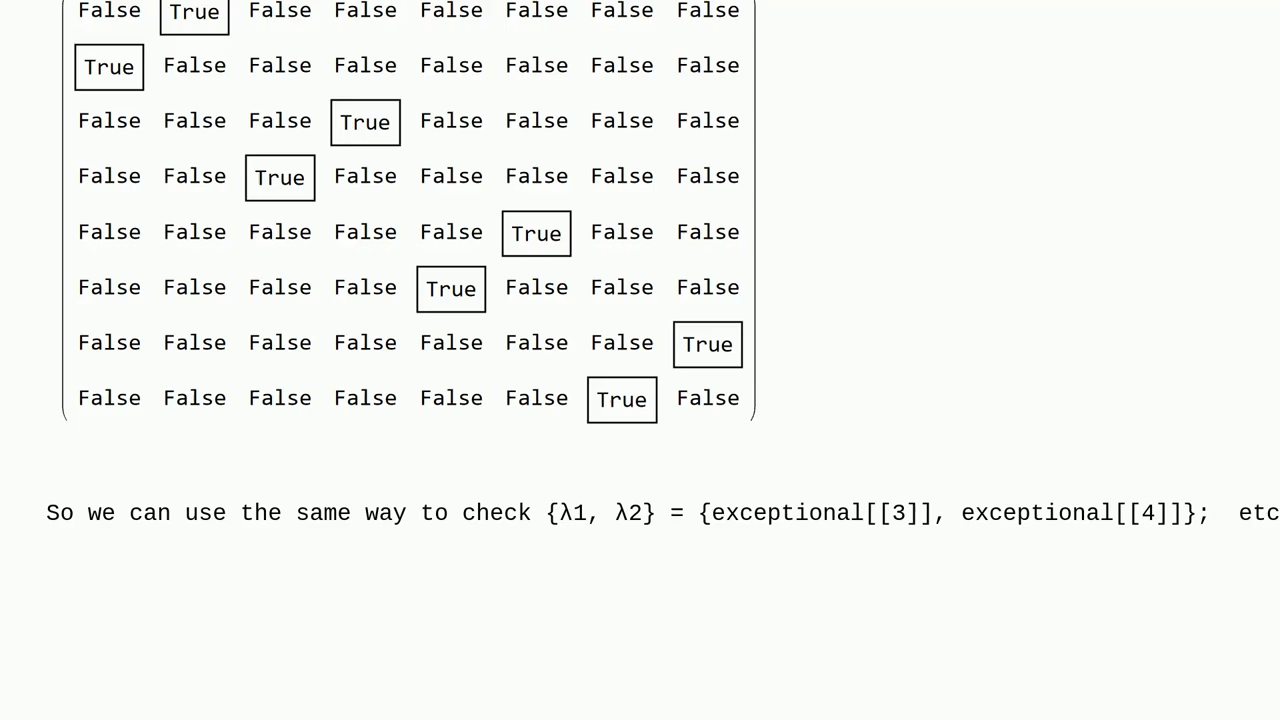 False True False False False False False False
True False False False False False False False
False False False True False False False False
False False True False False False False False
False False False False False True False False
False False False False True False False False
False False False False False False False True
False False False False False False True False
So we can use the same way to check {λ1, λ2} = {exceptional[[3]], exceptional[[4]]}; etc